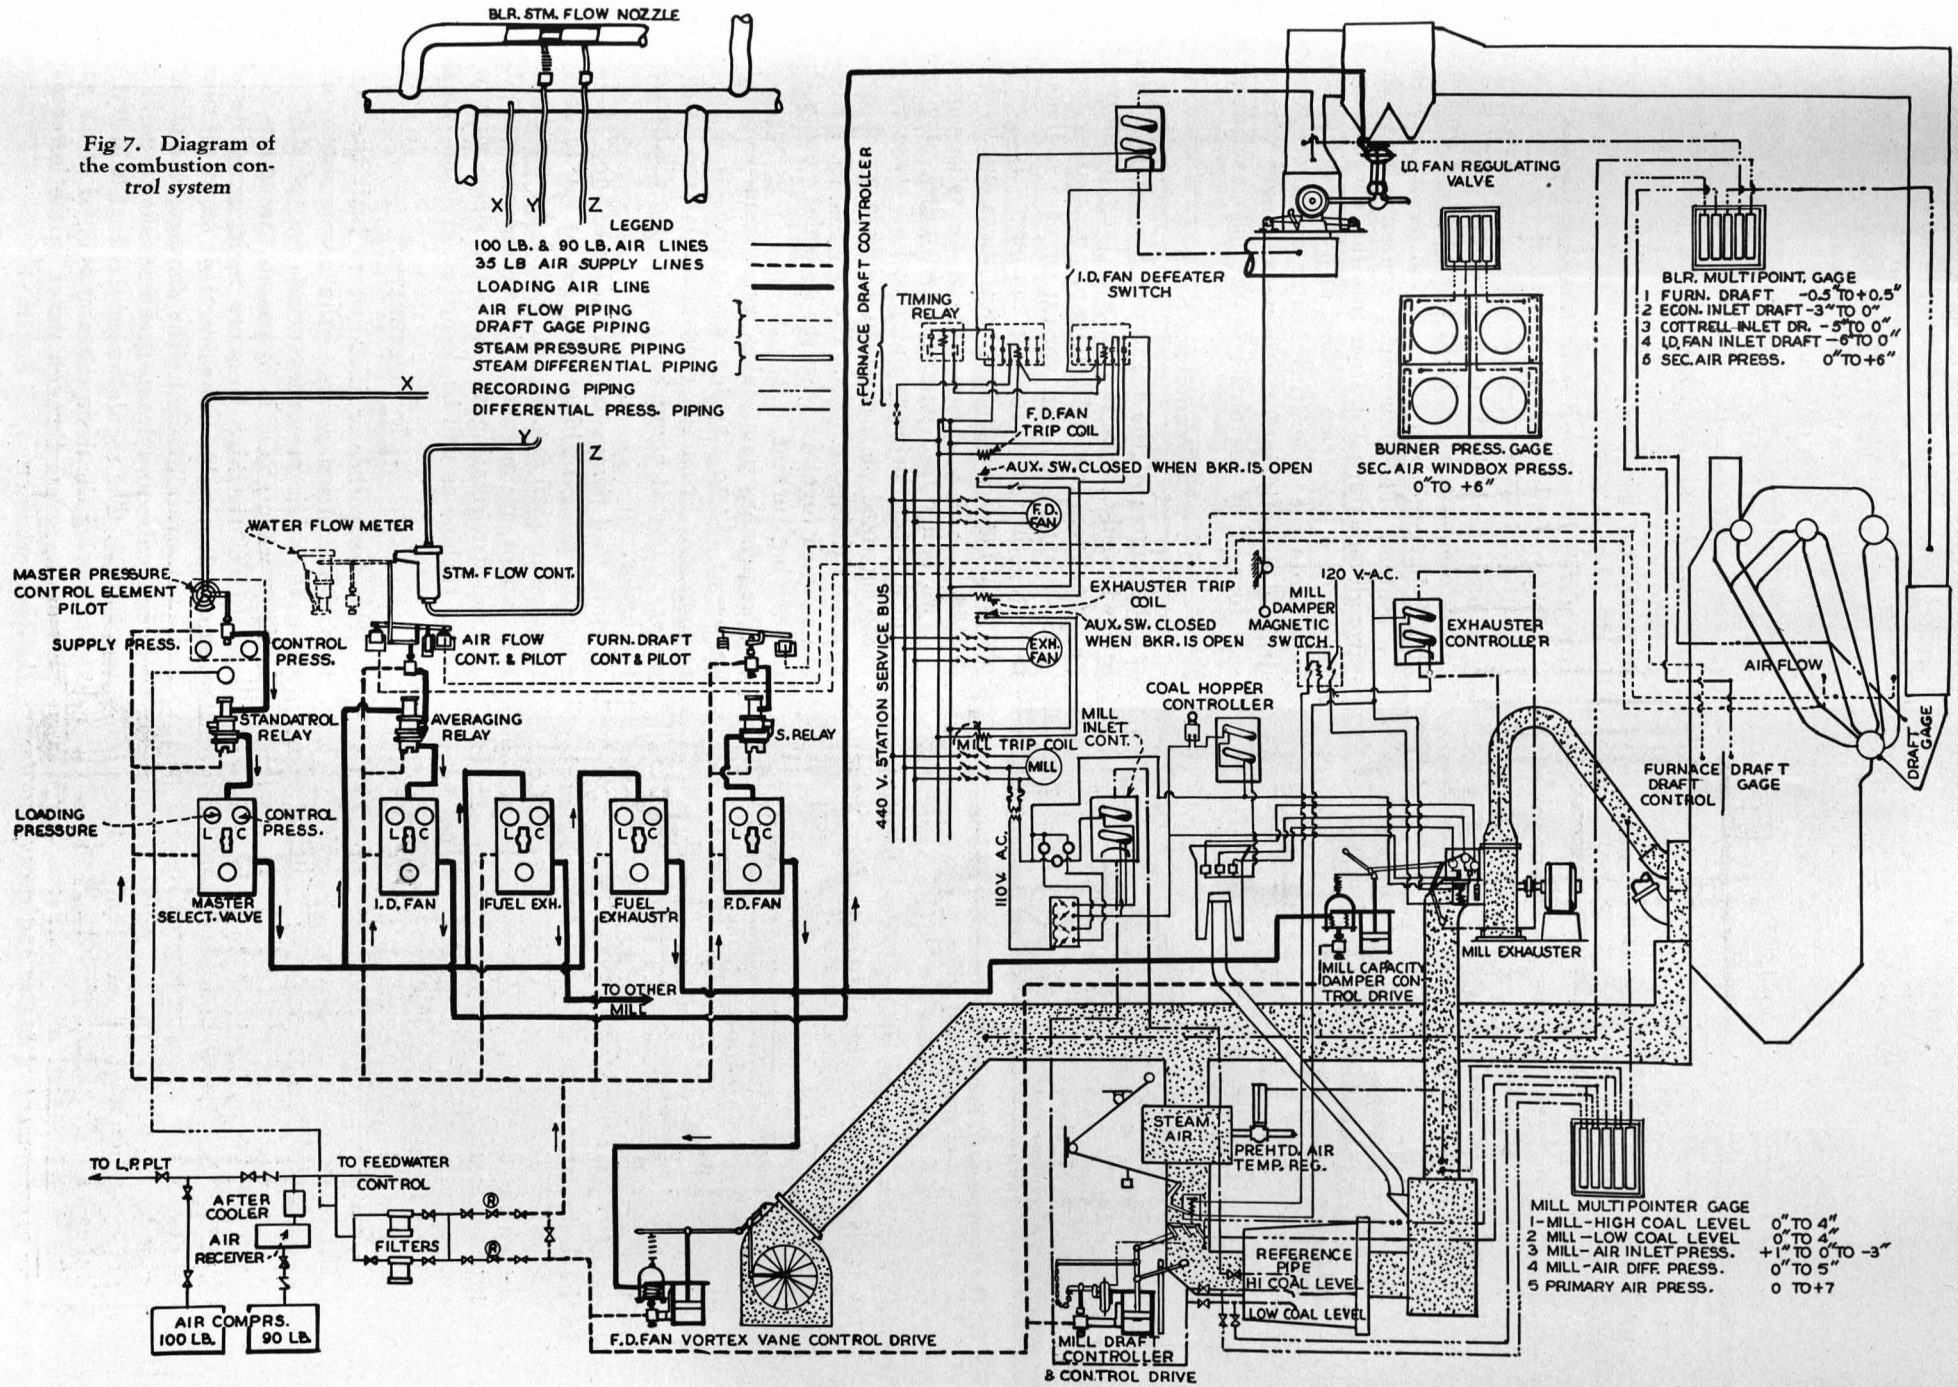 BLR. STM. FLOW NOZZLE
Fig 7. Diagram of
the combustion con-
trol system
X
Y
Z
LEGEND
100 LB. & 90 LB. AIR LINES
35 LB AIR SUPPLY LINES
LOADING AIR LINE
AIR FLOW PIPING
DRAFT GAGE PIPING
STEAM PRESSURE PIPING
STEAM DIFFERENTIAL PIPING
RECORDING PIPING
DIFFERENTIAL PRESS. PIPING
X
Y
Z
FURNACE DRAFT CONTROLLER
TIMING
RELAY
I.D. FAN DEFEATER
SWITCH
I.D. FAN REGULATING
VALVE
BLR. MULTIPOINT. GAGE
1 FURN. DRAFT -0.5" TO +0.5"
2 ECON. INLET DRAFT -3" TO 0"
3 COTTRELL INLET DR. -5" TO 0"
4 I.D. FAN INLET DRAFT -6" TO 0"
5 SEC. AIR PRESS. 0" TO +6"
BURNER PRESS. GAGE
SEC. AIR WINDBOX PRESS.
0" TO +6"
F.D. FAN
TRIP COIL
AUX. SW. CLOSED WHEN BKR. IS OPEN
F.D.
FAN
WATER FLOW METER
STM. FLOW CONT.
MASTER PRESSURE
CONTROL ELEMENT
PILOT
SUPPLY PRESS.
CONTROL
PRESS.
AIR FLOW
CONT. & PILOT
FURN. DRAFT
CONT & PILOT
EXHAUSTER TRIP
COIL
AUX. SW. CLOSED
WHEN BKR. IS OPEN
EXH.
FAN
120 V.-A.C.
MILL
DAMPER
MAGNETIC
SWITCH
EXHAUSTER
CONTROLLER
AIR FLOW
440 V. STATION SERVICE BUS
STANDATROL
RELAY
AVERAGING
RELAY
S. RELAY
COAL HOPPER
CONTROLLER
MILL
INLET
CONT.
MILL TRIP COIL
MILL
110 V. A.C.
FURNACE
DRAFT
CONTROL
DRAFT
GAGE
DRAFT
GAGE
LOADING
PRESSURE
CONTROL
PRESS.
L C
L C
L C
L C
L C
MASTER
SELECT. VALVE
I.D. FAN
FUEL EXH.
FUEL
EXHAUST'R
F.D. FAN
MILL EXHAUSTER
MILL CAPACITY
DAMPER CON-
TROL DRIVE
TO OTHER
MILL
STEAM
AIR
PREHTD. AIR
TEMP. REG.
TO L.P. PLT
TO FEEDWATER
CONTROL
AFTER
COOLER
AIR
RECEIVER
FILTERS
R
R
AIR COMPRS.
100 LB. 90 LB.
F.D. FAN VORTEX VANE CONTROL DRIVE
REFERENCE
PIPE
HI COAL LEVEL
LOW COAL LEVEL
MILL DRAFT
CONTROLLER
& CONTROL DRIVE
MILL MULTIPOINTER GAGE
1-MILL-HIGH COAL LEVEL 0" TO 4"
2 MILL-LOW COAL LEVEL 0" TO 4"
3 MILL-AIR INLET PRESS. +1" TO 0" TO -3"
4 MILL-AIR DIFF. PRESS. 0" TO 5"
5 PRIMARY AIR PRESS. 0 TO +7